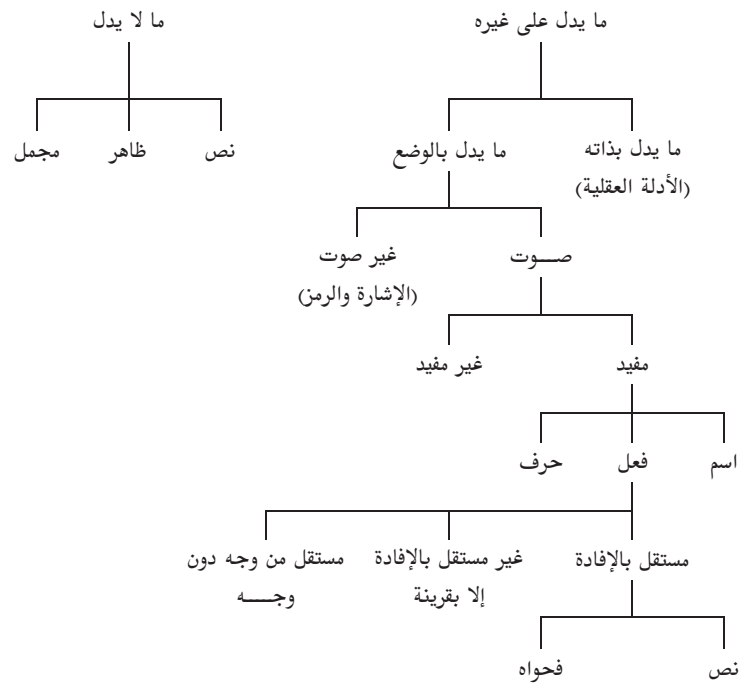 ما يدل على غيره
ما لا يدل
ما يدل بذاته
(الأدلة العقلية)
ما يدل بالوضع
نص
ظاهر
مجمل
صـــوت
غير صوت
(الإشارة والرمز)
مفيد
غير مفيد
اسم
فعل
حرف
مستقل بالإفادة
غير مستقل بالإفادة
إلا بقرينة
مستقل من وجه دون
وجـــــه
نص
فحواه